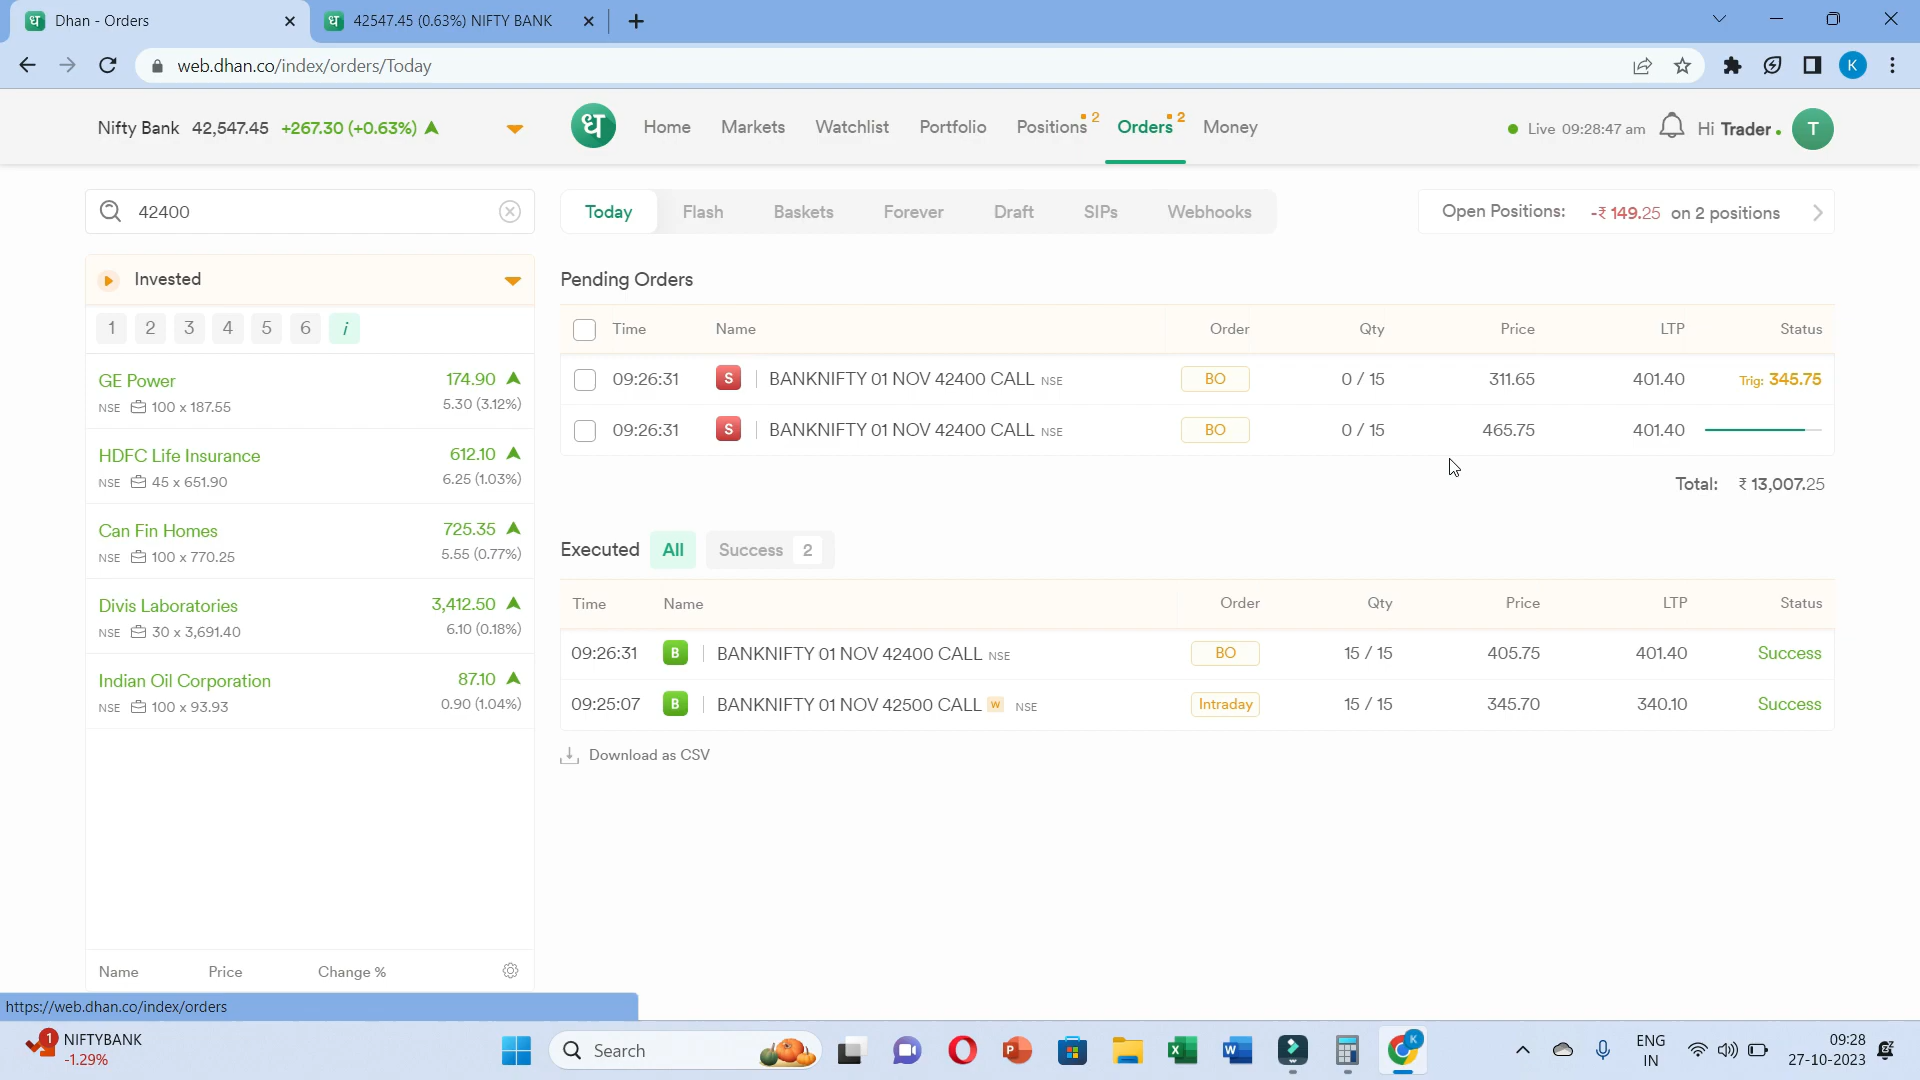 Dhan - Orders
42547.45 (0.63%) NIFTY BANK
web.dhan.co/index/orders/Today
K
Nifty Bank 42,547.45 +267.30 (+0.63%)
ध
Home Markets Watchlist Portfolio Positions 2 Orders 2 Money
Live 09:28:47 am Hi Trader T
42400
Today Flash Baskets Forever Draft SIPs Webhooks
Open Positions: -₹ 149.25 on 2 positions
Invested
1 2 3 4 5 6 i
GE Power 174.90
NSE 100 x 187.55 5.30 (3.12%)
HDFC Life Insurance 612.10
NSE 45 x 651.90 6.25 (1.03%)
Can Fin Homes 725.35
NSE 100 x 770.25 5.55 (0.77%)
Divis Laboratories 3,412.50
NSE 30 x 3,691.40 6.10 (0.18%)
Indian Oil Corporation 87.10
NSE 100 x 93.93 0.90 (1.04%)
Name Price Change %
Pending Orders
Time Name Order Qty Price LTP Status
09:26:31 S BANKNIFTY 01 NOV 42400 CALL NSE BO 0 / 15 311.65 401.40 Trig: 345.75
09:26:31 S BANKNIFTY 01 NOV 42400 CALL NSE BO 0 / 15 465.75 401.40
Total: ₹ 13,007.25
Executed All Success 2
Time Name Order Qty Price LTP Status
09:26:31 B BANKNIFTY 01 NOV 42400 CALL NSE BO 15 / 15 405.75 401.40 Success
09:25:07 B BANKNIFTY 01 NOV 42500 CALL W NSE Intraday 15 / 15 345.70 340.10 Success
Download as CSV
https://web.dhan.co/index/orders
1 NIFTYBANK
-1.29%
Search
K
ENG
IN
09:28
27-10-2023